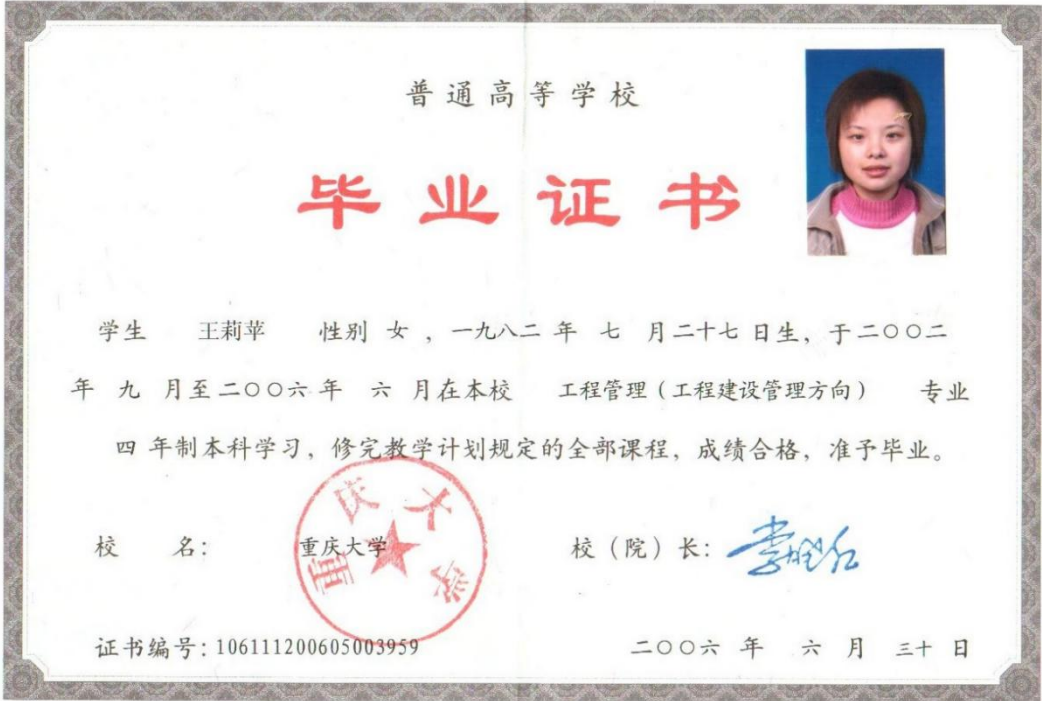 普通高等学校
毕业证书
学生 王莉苹 性别 女 ，一九八二 年 七 月二十七 日生，于二〇〇二
年 九 月至二〇〇六 年 六 月在本校 工程管理（工程建设管理方向） 专业
四 年制本科学习，修完教学计划规定的全部课程，成绩合格，准予毕业。
校 名： 重庆大学 校（院）长：
重庆大学
证书编号：106111200605003959 二〇〇六 年 六 月 三十 日